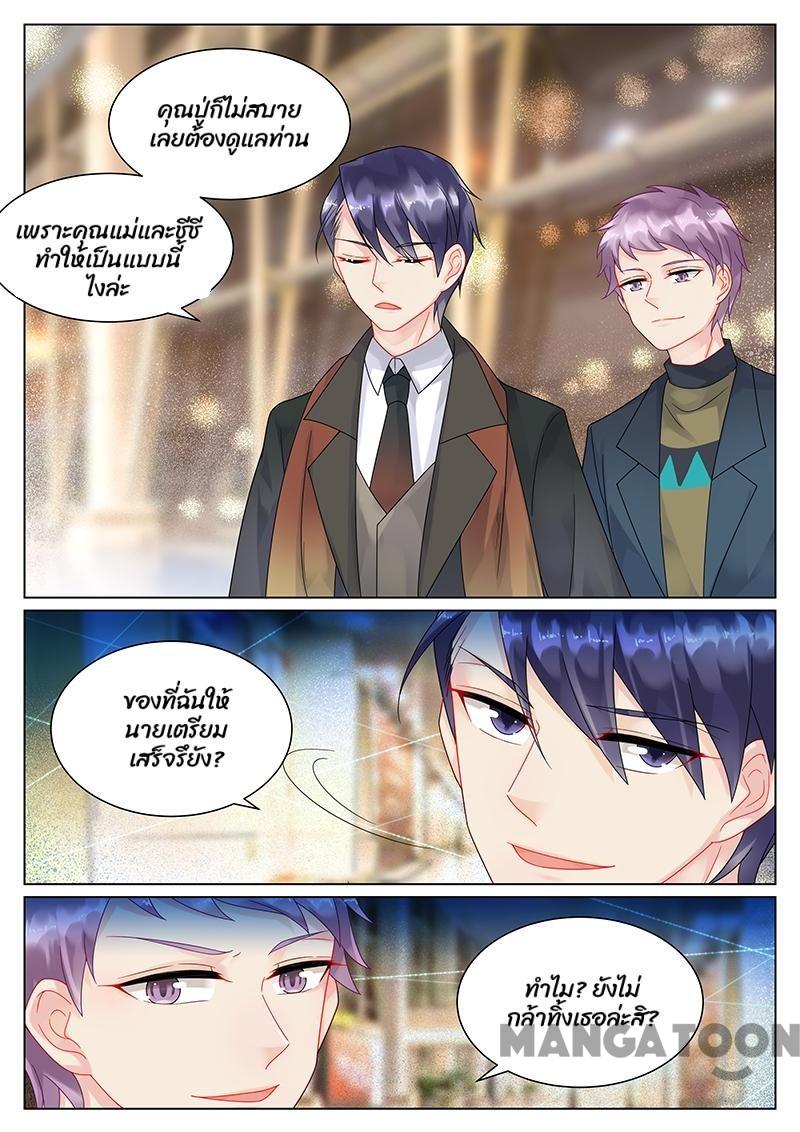 คุณปู่ก็ไม่สบาย
เลยต้องดูแลท่าน
เพราะคุณแม่และชีชี
ทำให้เป็นแบบนี้
ไงล่ะ
ของที่ฉันให้
นายเตรียม
เสร็จรึยัง?
ทำไม? ยังไม่
กล้าทิ้งเธอล่ะสิ?
MANGATOON